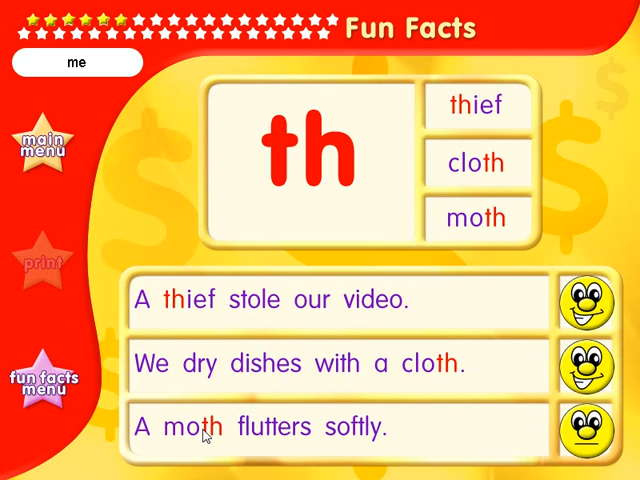 Fun Facts
me
main
menu
print
fun facts
menu
th
thief
cloth
moth
A thief stole our video.
We dry dishes with a cloth.
A moth flutters softly.